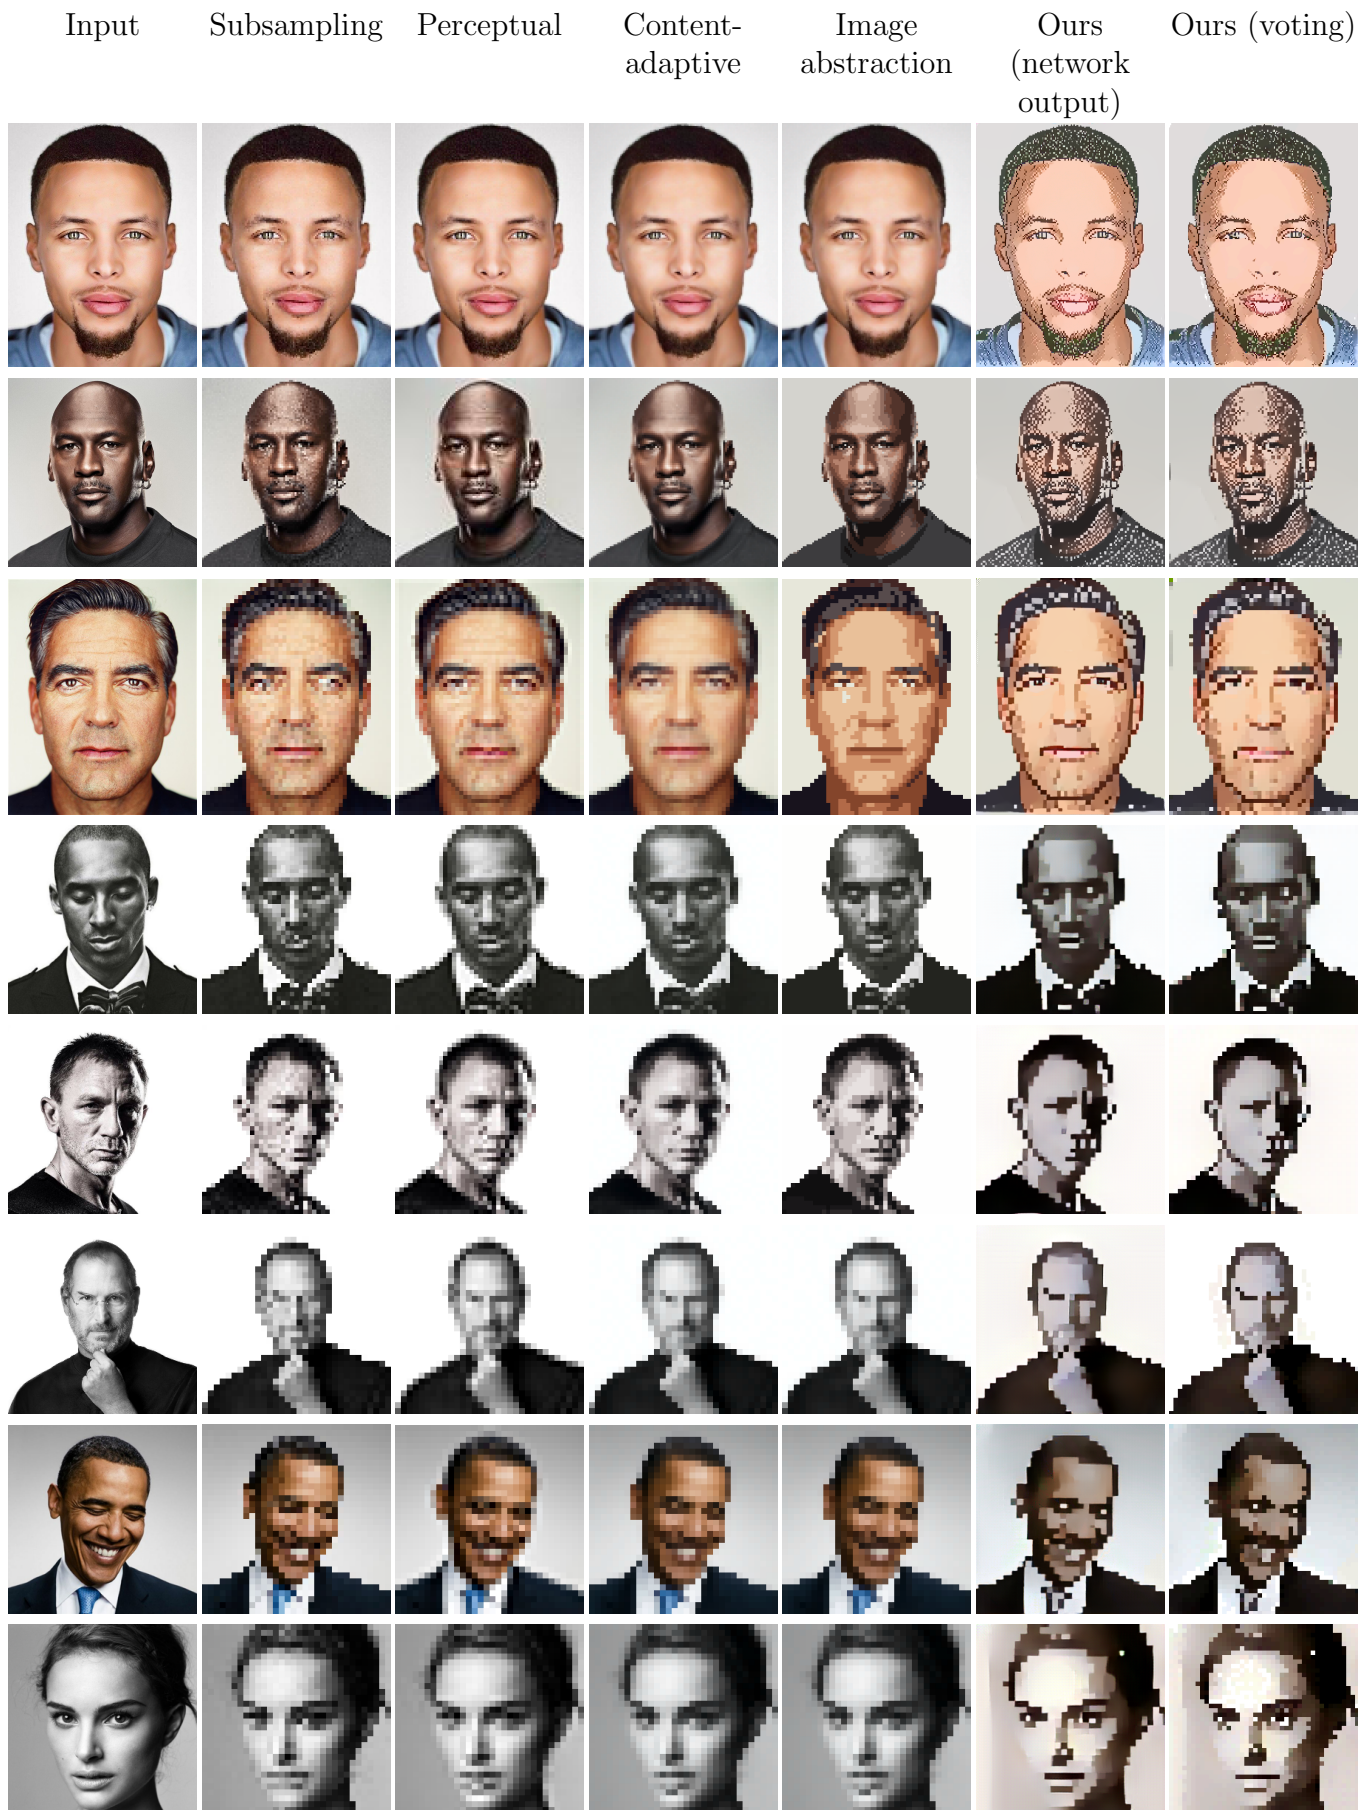 Input
Subsampling
Perceptual
Content-
adaptive
Image
abstraction
Ours
(network
output)
Ours (voting)